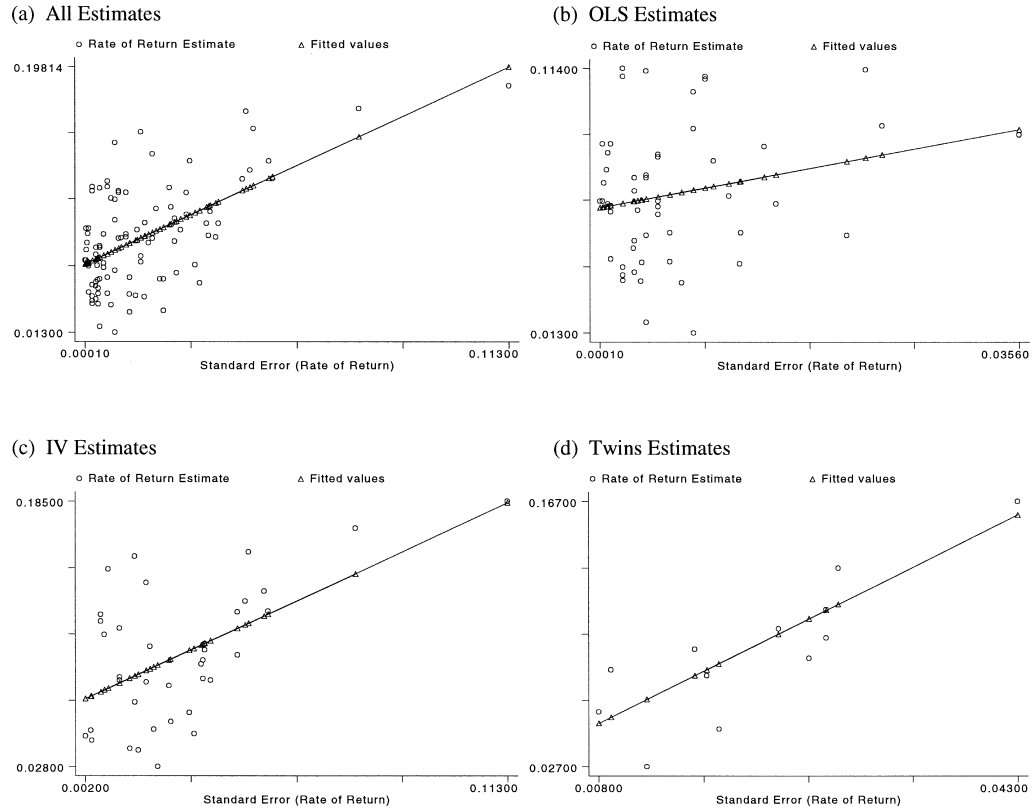 (a) All Estimates
○ Rate of Return Estimate △ Fitted values
0.19814
0.01300
0.00010 0.11300
Standard Error (Rate of Return)
(b) OLS Estimates
○ Rate of Return Estimate △ Fitted values
0.11400
0.01300
0.00010 0.03560
Standard Error (Rate of Return)
(c) IV Estimates
○ Rate of Return Estimate △ Fitted values
0.18500
0.02800
0.00200 0.11300
Standard Error (Rate of Return)
(d) Twins Estimates
○ Rate of Return Estimate △ Fitted values
0.16700
0.02700
0.00800 0.04300
Standard Error (Rate of Return)